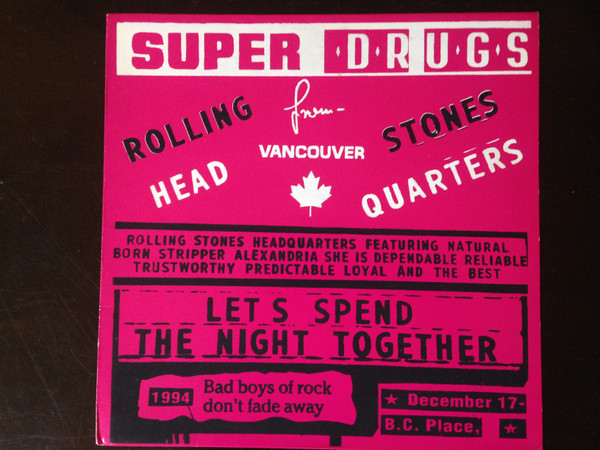 SUPER DRUGS
ROLLING
from
STONES
VANCOUVER
HEAD
QUARTERS
ROLLING STONES HEADQUARTERS FEATURING NATURAL
BORN STRIPPER ALEXANDRIA SHE IS DEPENDABLE RELIABLE
TRUSTWORTHY PREDICTABLE LOYAL AND THE BEST
LET S SPEND
THE NIGHT TOGETHER
1994 Bad boys of rock
don't fade away
★ December 17-
B.C. Place, ★